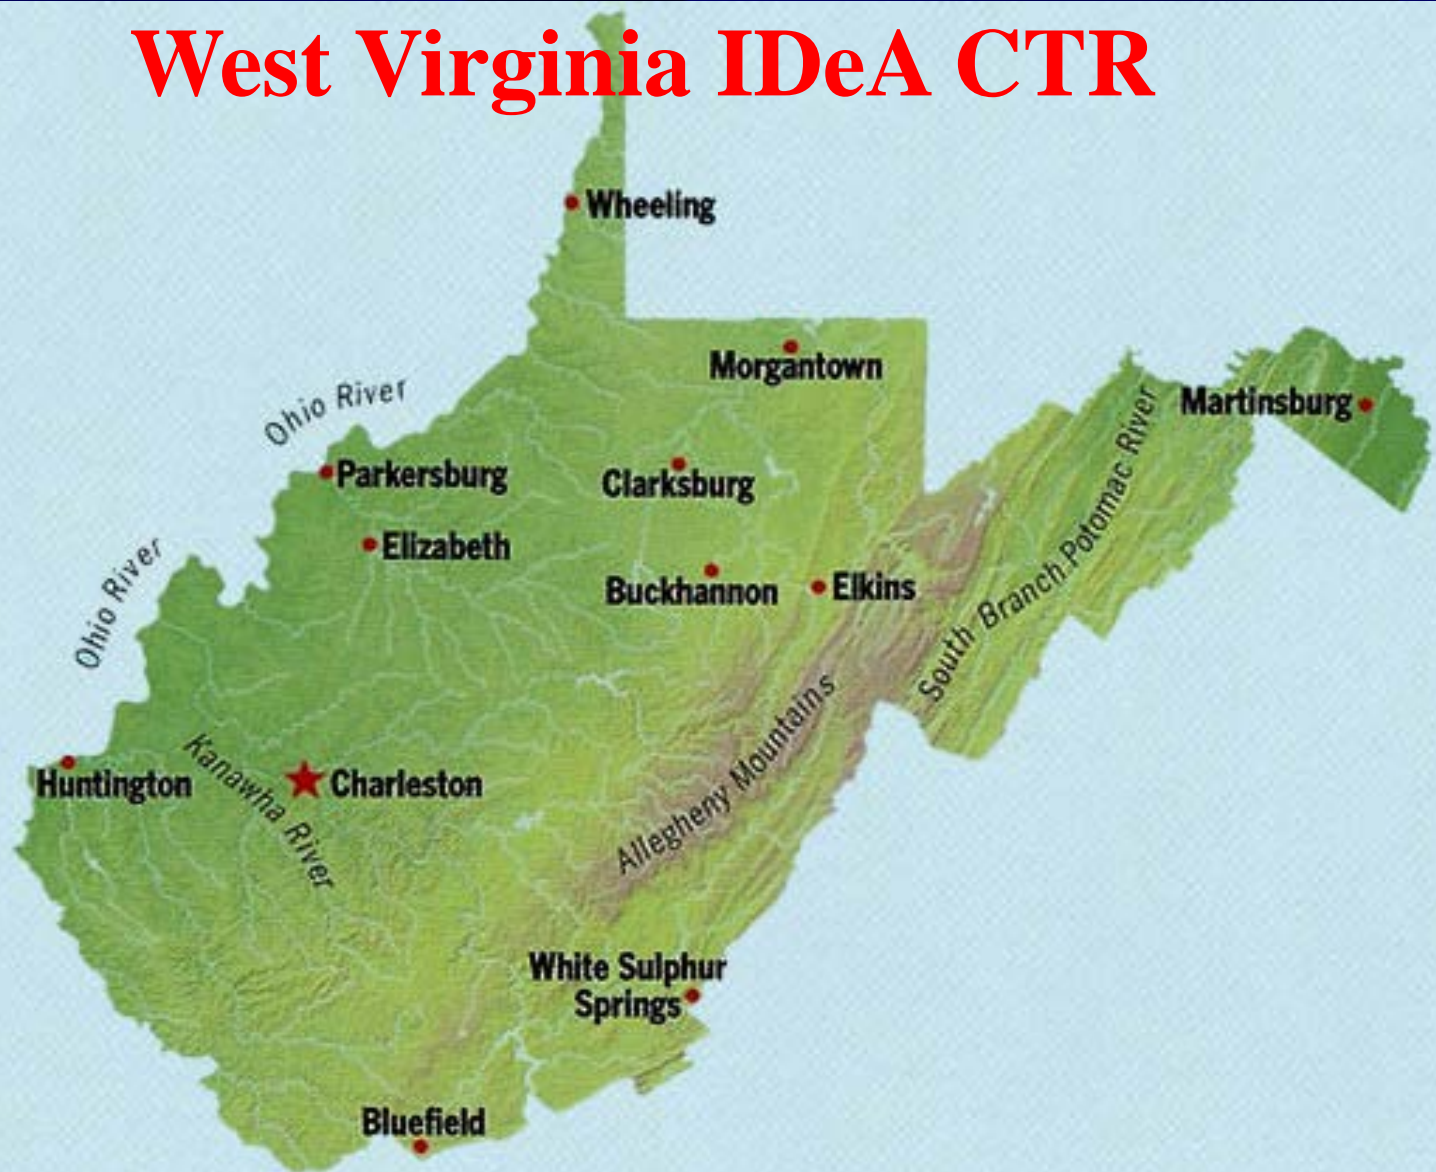 West Virginia IDeA CTR
Wheeling
Morgantown
Ohio River
Martinsburg
Parkersburg
Clarksburg
Elizabeth
Ohio River
Buckhannon
Elkins
South Branch Potomac River
Allegheny Mountains
Huntington
Kanawha River
Charleston
White Sulphur
Springs
Bluefield